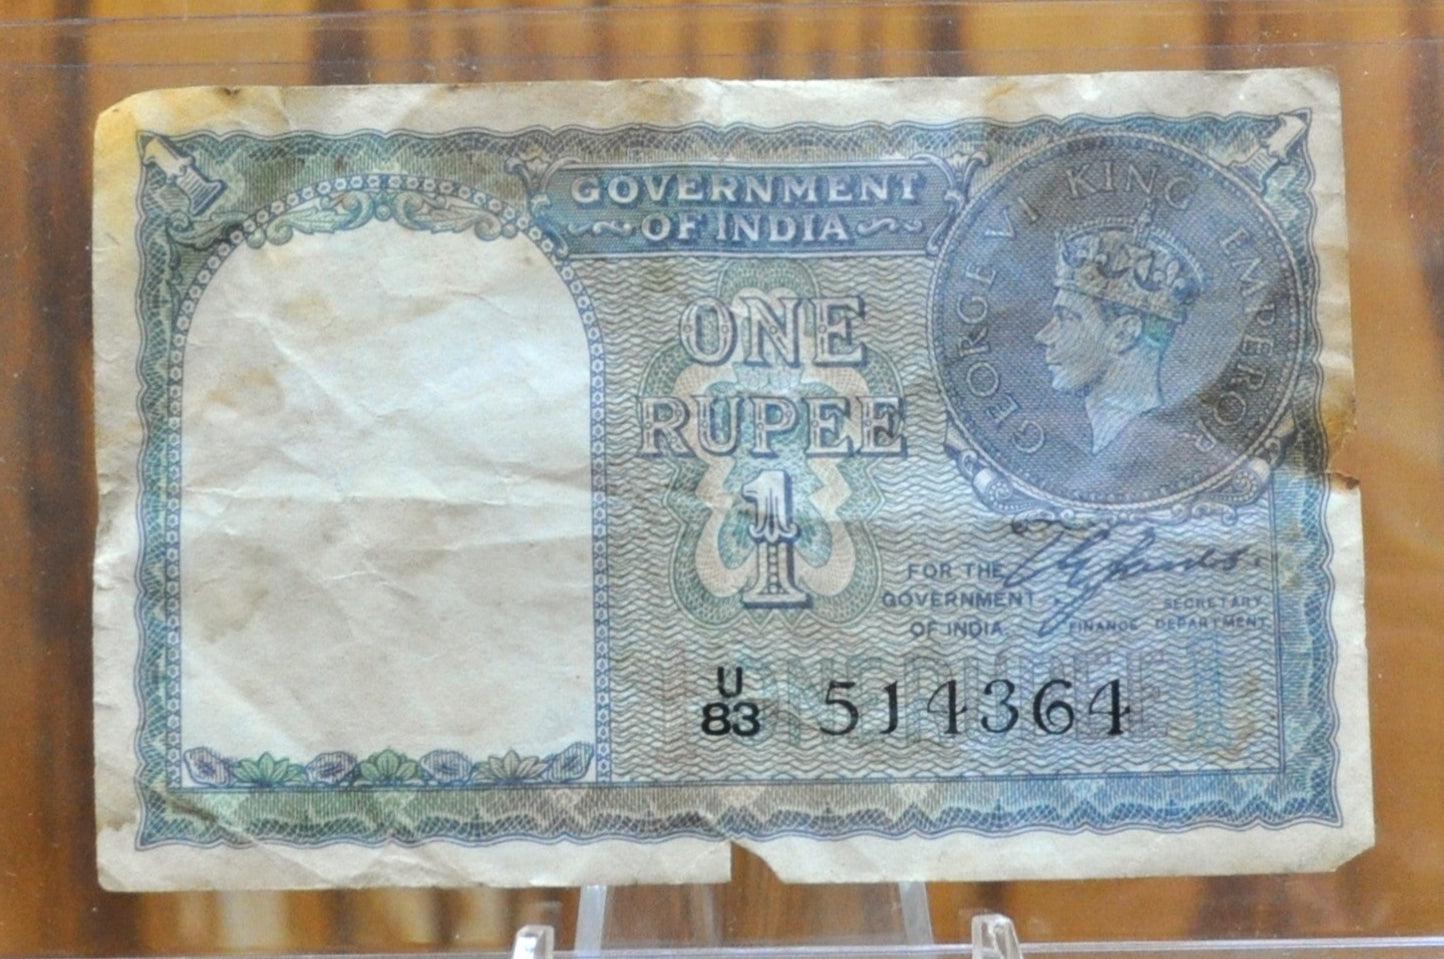 1 1
GOVERNMENT
OF INDIA
GEORGE VI KING EMPEROR
ONE
RUPEE
1
FOR THE
GOVERNMENT
OF INDIA.
SECRETARY,
FINANCE DEPARTMENT
U
83 514364